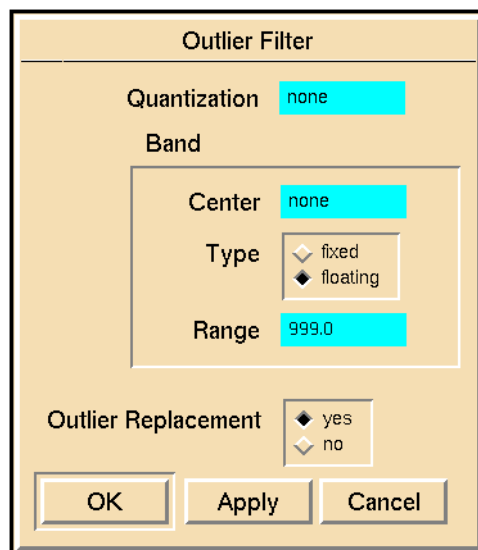 Outlier Filter
Quantization none
Band
Center none
Type fixed
floating
Range 999.0
Outlier Replacement yes
no
OK Apply Cancel